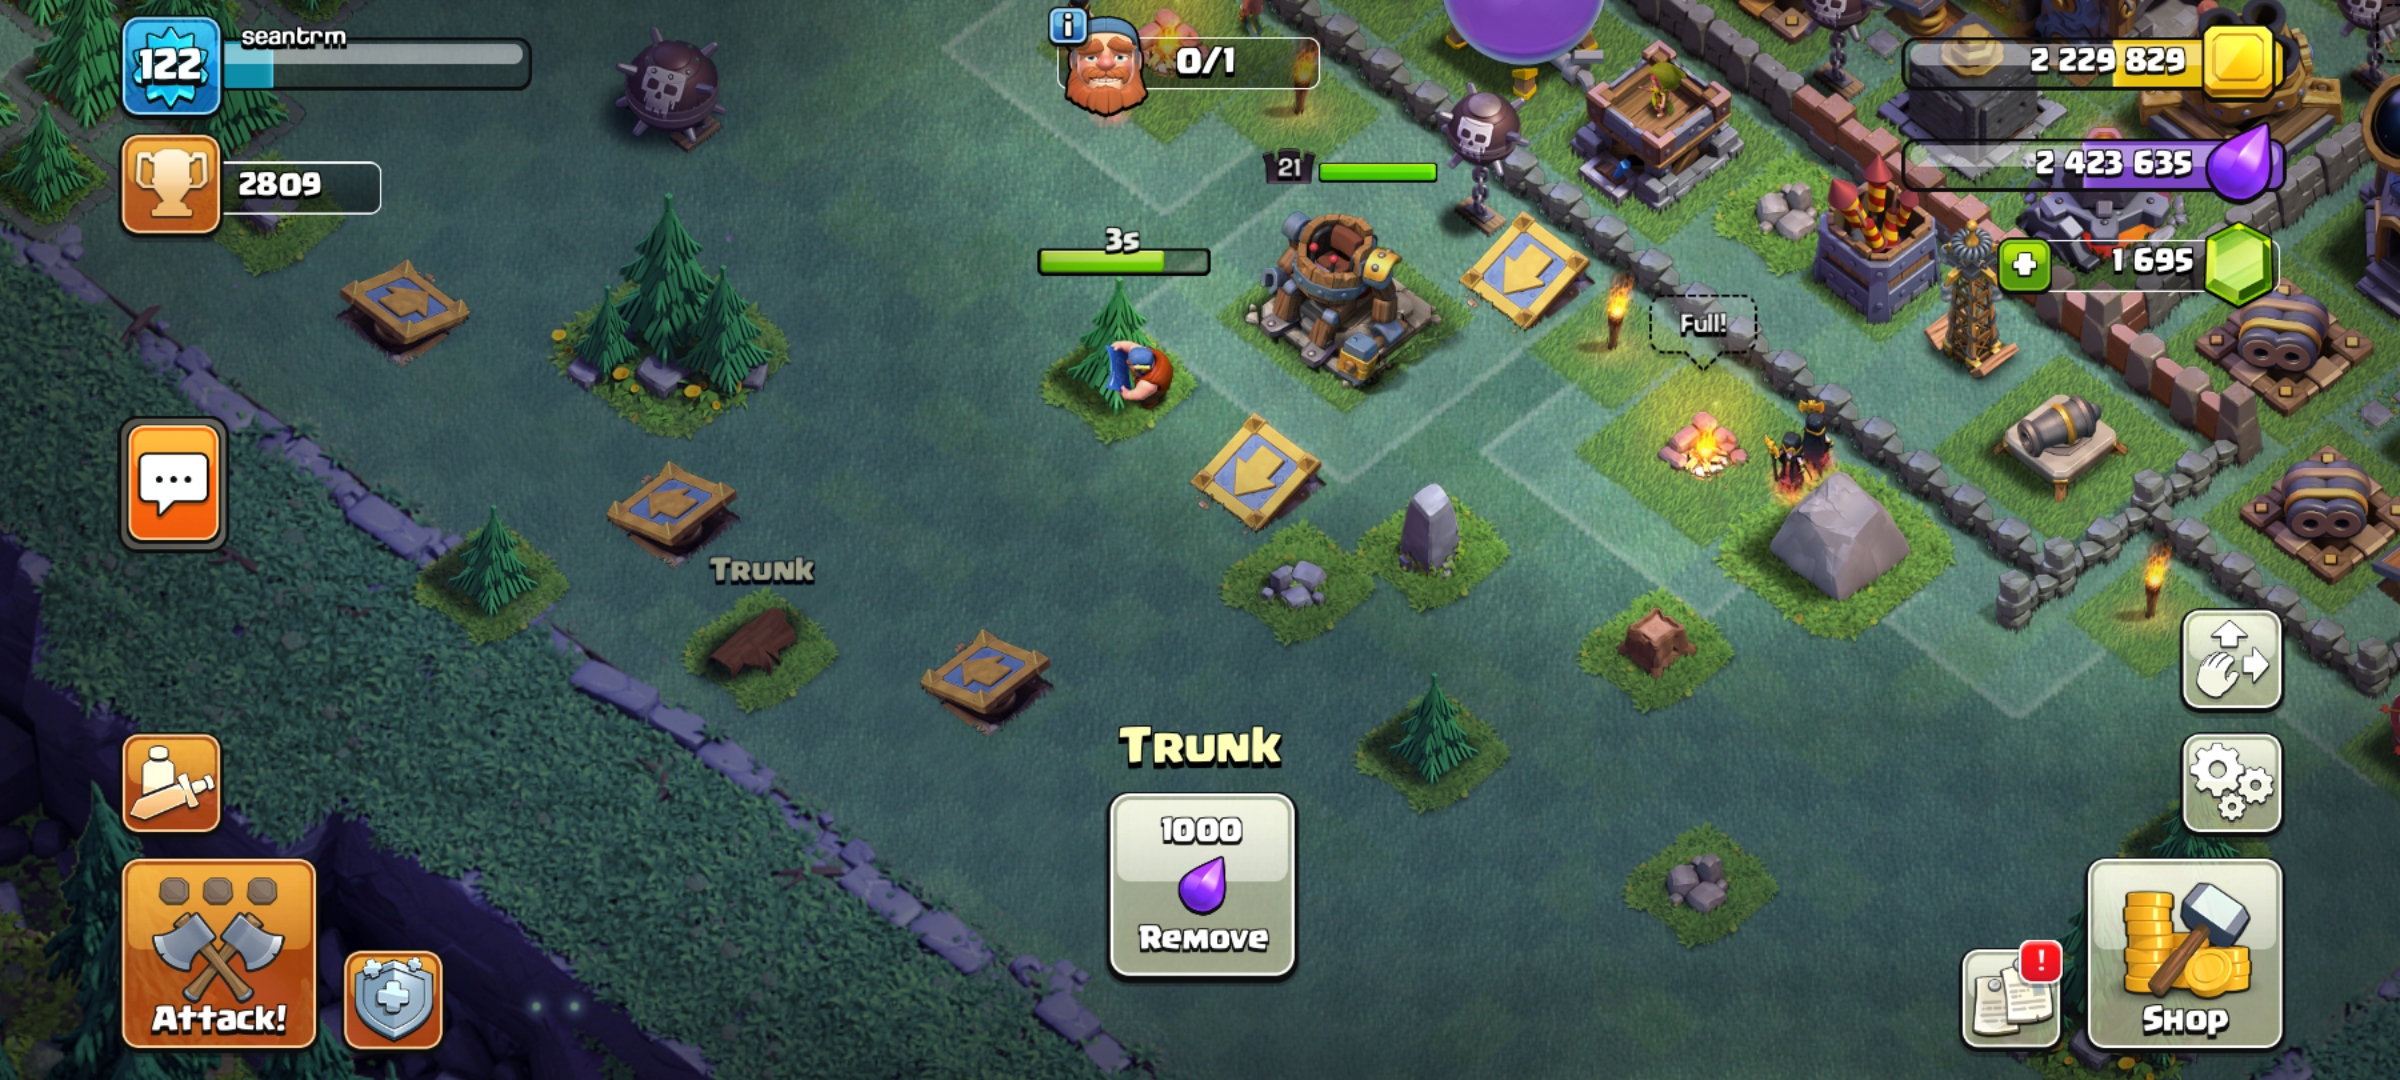 122
seantrm
i
0/1
2 229 829
2809
21
2 423 635
3s
1 695
Full!
Trunk
Trunk
1000
Remove
Attack!
!
Shop